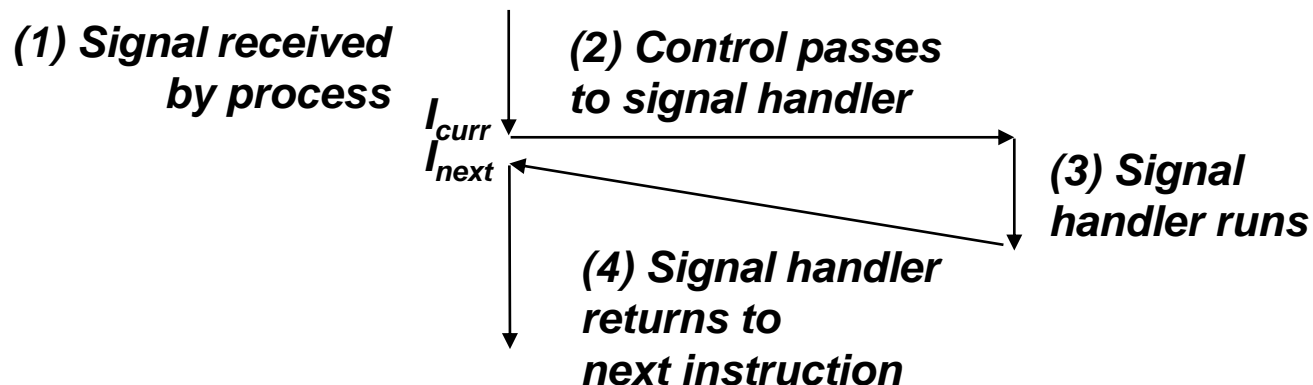 (1) Signal received
by process
(2) Control passes
to signal handler
I_curr
I_next
(3) Signal
handler runs
(4) Signal handler
returns to
next instruction